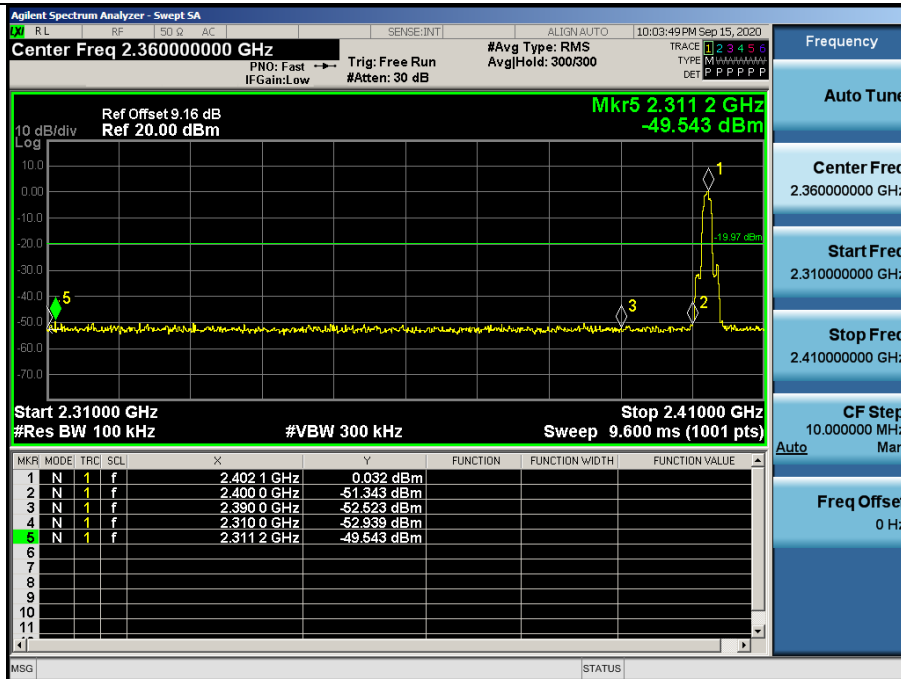 Agilent Spectrum Analyzer - Swept SA
LXI RL RF 50 Ω AC SENSE:INT ALIGN AUTO 10:03:49 PM Sep 15, 2020
Center Freq 2.360000000 GHz
PNO: Fast
IFGain:Low
Trig: Free Run
#Atten: 30 dB
#Avg Type: RMS
Avg|Hold: 300/300
TRACE 1 2 3 4 5 6
TYPE M
DET P P P P P P
Mkr5 2.311 2 GHz
-49.543 dBm
Ref Offset 9.16 dB
10 dB/div Ref 20.00 dBm
Log
10.0
0.00
-10.0
-20.0
-30.0
-40.0
-50.0
-60.0
-70.0
1
-19.97 dBm
5
3
2
Start 2.31000 GHz Stop 2.41000 GHz
#Res BW 100 kHz #VBW 300 kHz Sweep 9.600 ms (1001 pts)
MKR MODE TRC SCL X Y FUNCTION FUNCTION WIDTH FUNCTION VALUE
1 N 1 f 2.402 1 GHz 0.032 dBm
2 N 1 f 2.400 0 GHz -51.343 dBm
3 N 1 f 2.390 0 GHz -52.523 dBm
4 N 1 f 2.310 0 GHz -52.939 dBm
5 N 1 f 2.311 2 GHz -49.543 dBm
6
7
8
9
10
11
MSG STATUS
Frequency
Auto Tune
Center Freq
2.360000000 GHz
Start Freq
2.310000000 GHz
Stop Freq
2.410000000 GHz
CF Step
10.000000 MHz
Auto Man
Freq Offset
0 Hz